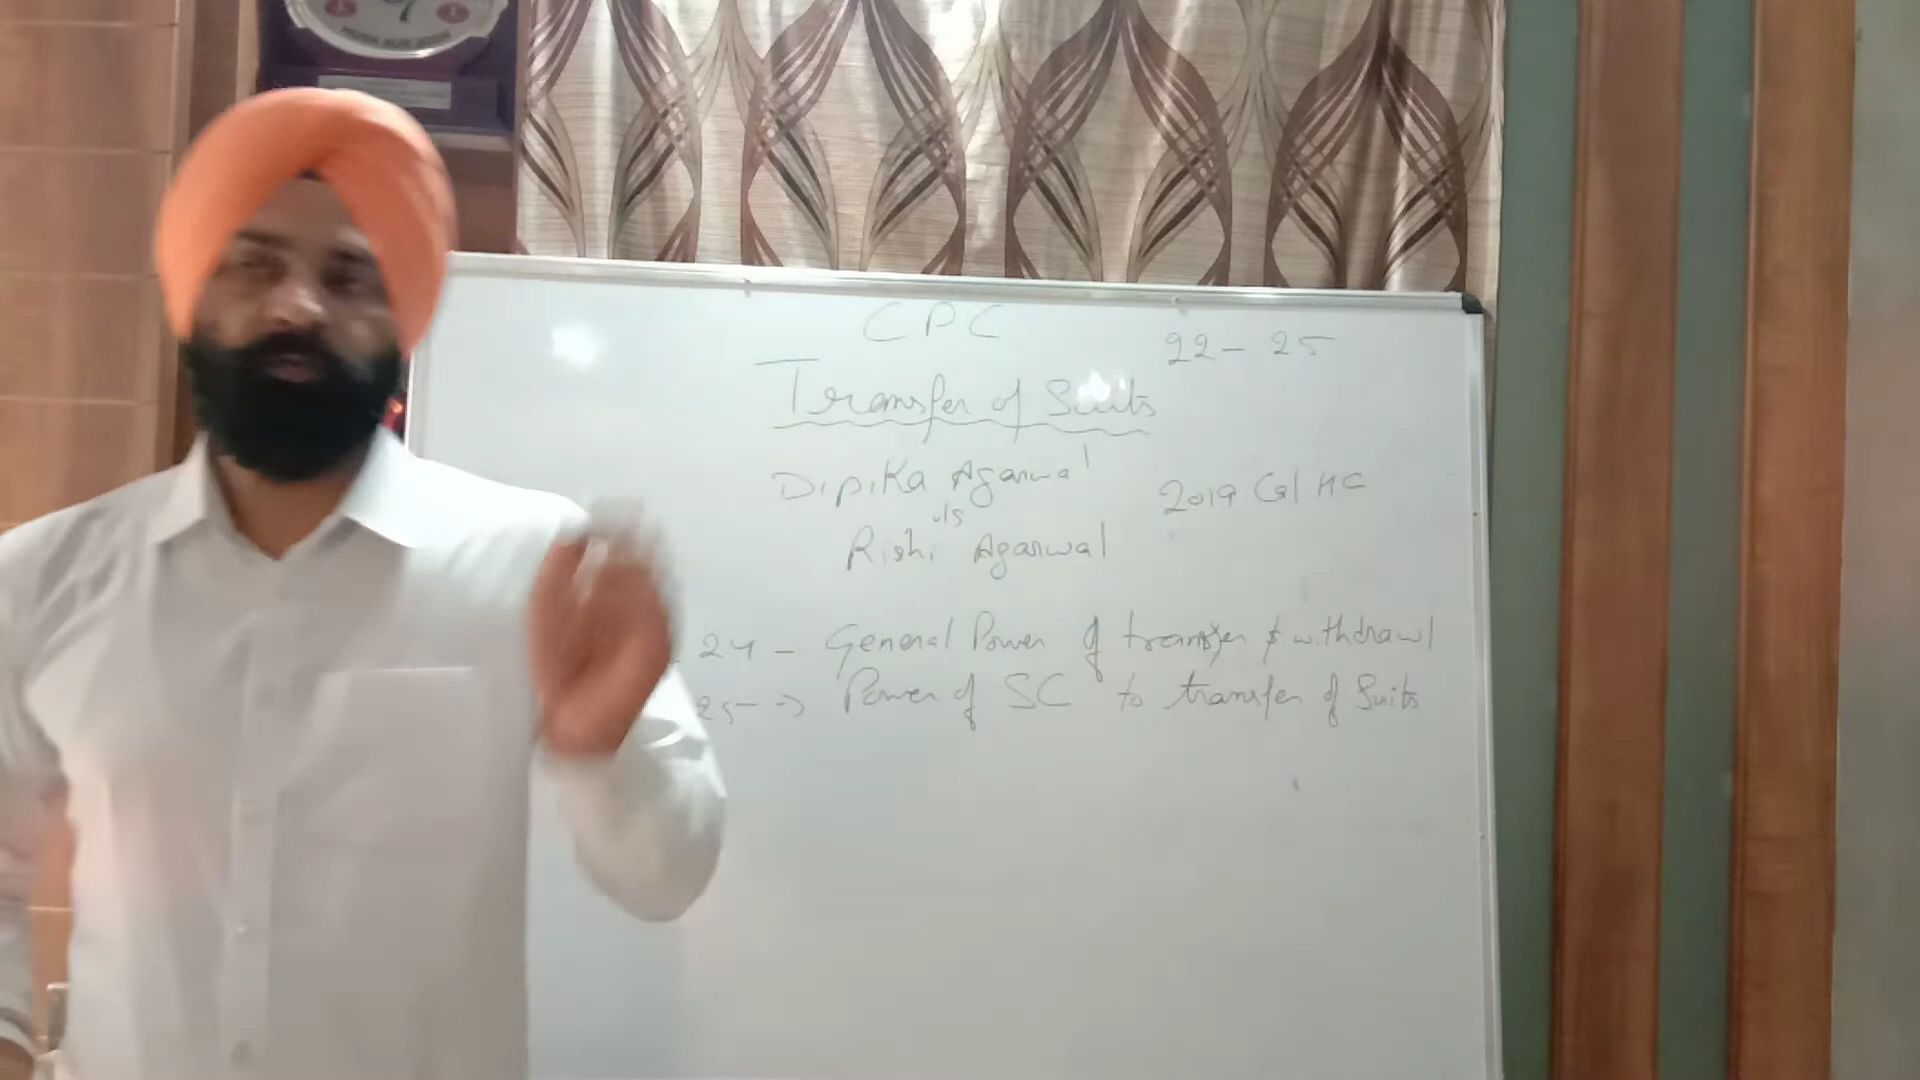 CPC
22 - 25
Transfer of Suits
Dipika Agarwal
v/s
2019 Cal HC
Rishi Agarwal
24 - General Power of transfer & withdrawl
25 -> Power of SC to transfer of Suits